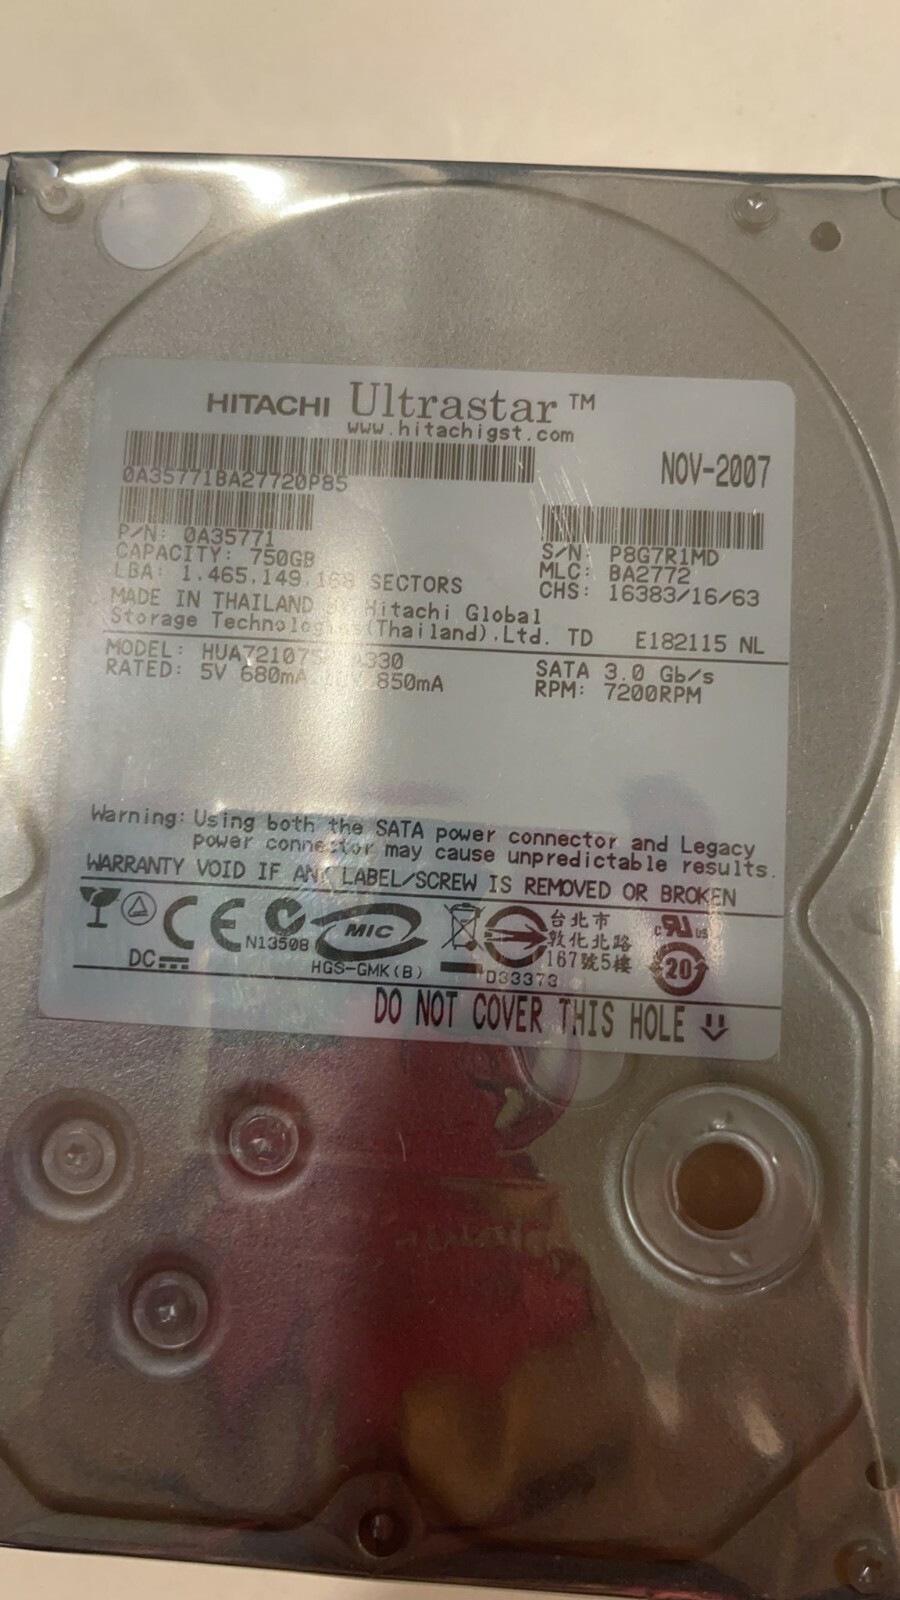 HITACHI Ultrastar™
www.hitachigst.com
0A35771BA27720P85
NOV-2007
P/N: 0A35771
CAPACITY: 750GB
LBA: 1.465.149.168 SECTORS
S/N: P8G7R1MD
MLC: BA2772
CHS: 16383/16/63
MADE IN THAILAND Hitachi Global
Storage Technologies(Thailand),Ltd. TD E182115 NL
MODEL:
RATED: 5V 680mA 850mA
SATA 3.0 Gb/s
RPM: 7200RPM
Warning: Using both the SATA power connector and Legacy
power connector may cause unpredictable results.
WARRANTY VOID IF ANY LABEL/SCREW IS REMOVED OR BROKEN
DC
CE
N13508
MIC
HGS-GMK(B)
D33373
台北市
敦化北路
167號5樓
c RU us
20
DO NOT COVER THIS HOLE